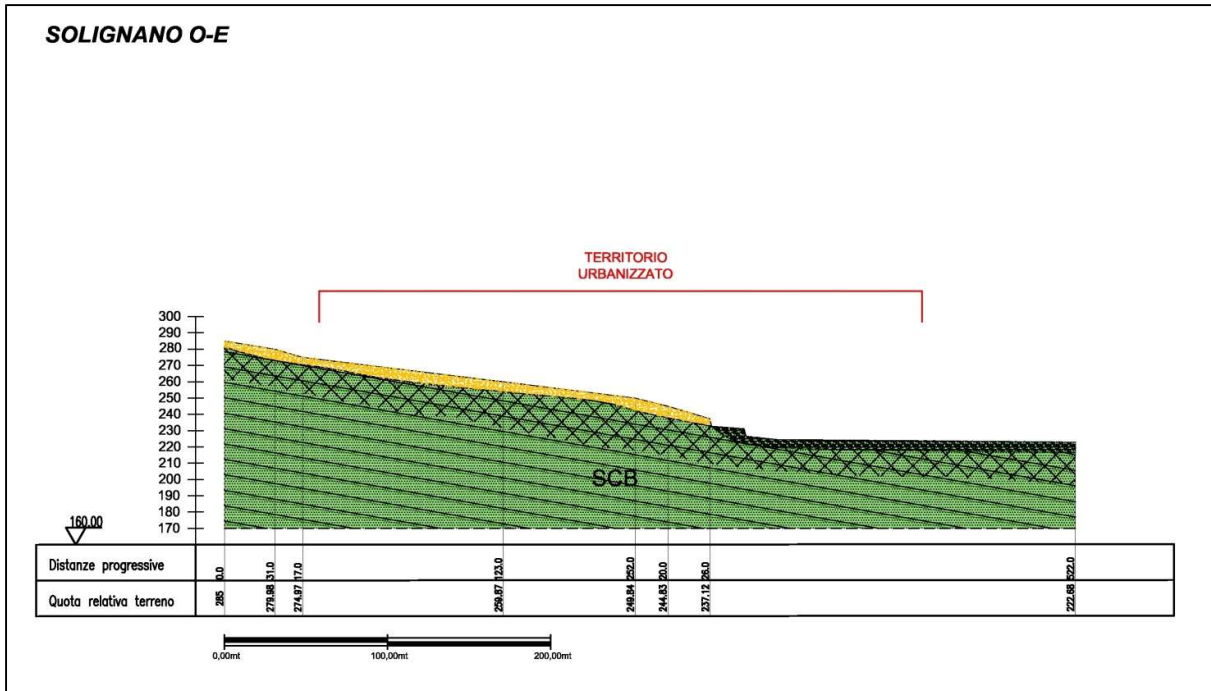 SOLIGNANO O-E
TERRITORIO
URBANIZZATO
300
290
280
270
260
250
240
230
220
210
200
190
180
170
SCB
160.00
Distanze progressive 0.0 31.0 17.0 123.0 252.0 20.0 26.0 522.0
Quota relativa terreno 285 279.98 274.97 259.87 249.84 244.83 237.12 222.68
0,00mt 100,00mt 200,00mt